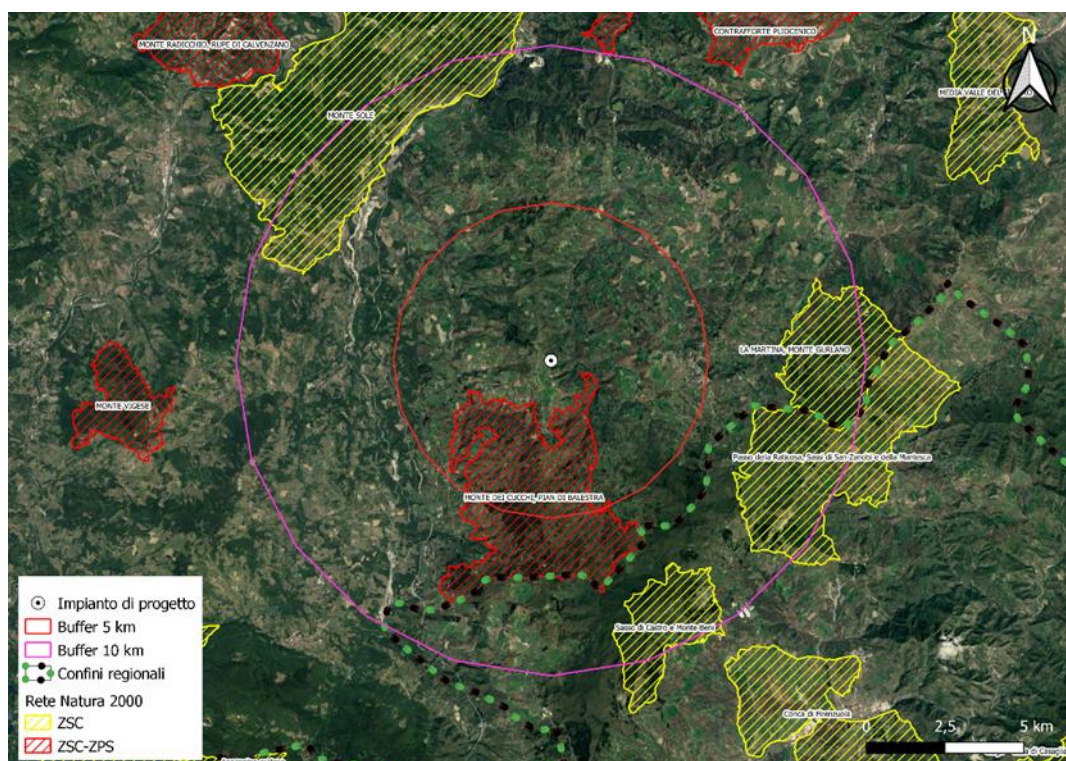 MONTE RADICCHIO, RUPE DI CALVENZANO
CONTRAFFORTE PLIOCENICO
N
MEDIA VALLE DEL
MONTE SOLE
LA MARTINA, MONTE GURLANO
MONTE VIGESE
Passo della Raticosa, Sassi di San Zanobi e della Mantesca
MONTE DEI CUCCHI, PIAN DI BALESTRA
Sasso di Castro e Monte Beni
Conca di Firenzuola
Impianto di progetto
Buffer 5 km
Buffer 10 km
Confini regionali
Rete Natura 2000
ZSC
ZSC-ZPS
0 2,5 5 km